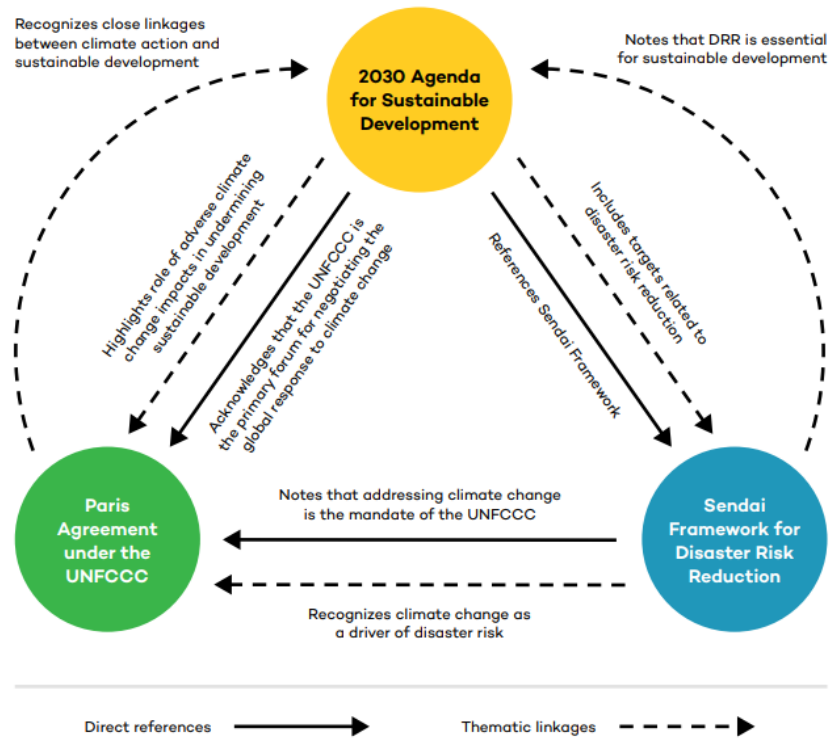 Recognizes close linkages
between climate action and
sustainable development
Notes that DRR is essential
for sustainable development
2030 Agenda
for Sustainable
Development
Highlights role of adverse climate
change impacts in undermining
sustainable development
Acknowledges that the UNFCCC is
the primary forum for negotiating the
global response to climate change
References Sendai Framework
Includes targets related to
disaster risk reduction
Paris
Agreement
under the
UNFCCC
Notes that addressing climate change
is the mandate of the UNFCCC
Recognizes climate change as
a driver of disaster risk
Sendai
Framework for
Disaster Risk
Reduction
Direct references
Thematic linkages